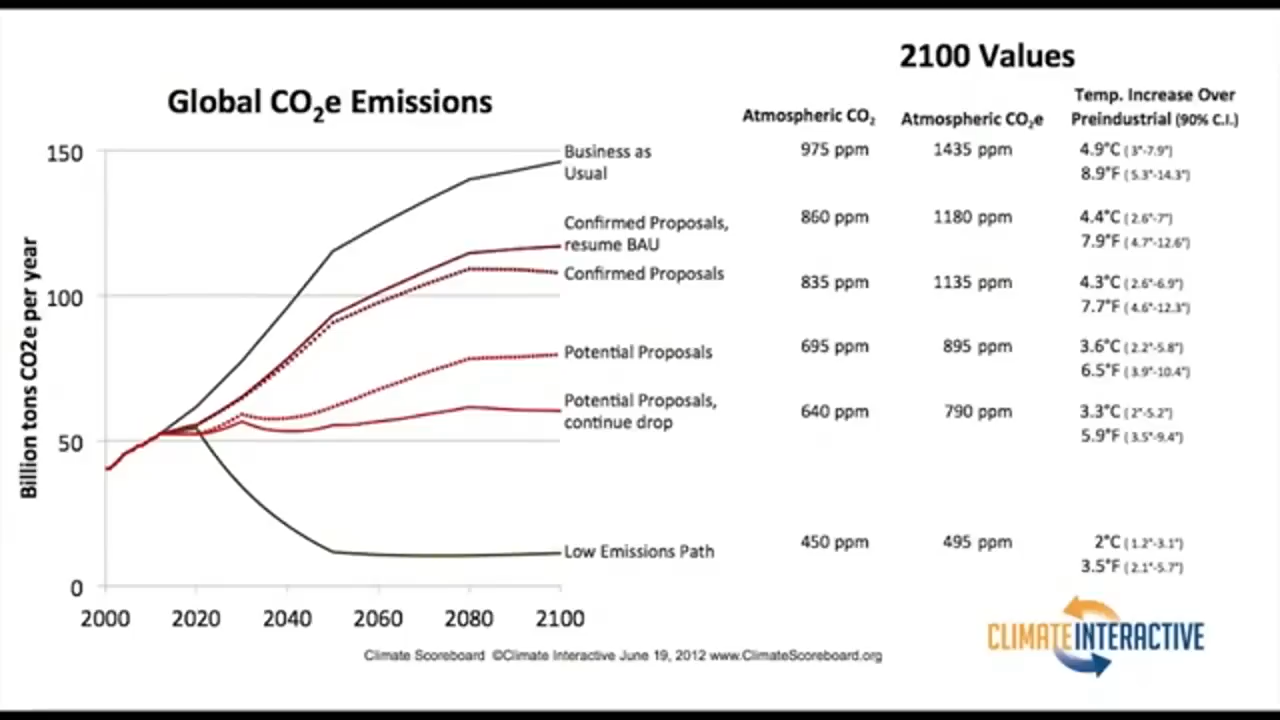 2100 Values
Global CO₂e Emissions
Atmospheric CO₂
Atmospheric CO₂e
Temp. Increase Over
Preindustrial (90% C.I.)
Billion tons CO2e per year
150
100
50
0
2000 2020 2040 2060 2080 2100
Business as
Usual
975 ppm 1435 ppm 4.9°C ( 3°-7.9°)
8.9°F ( 5.3°-14.3°)
Confirmed Proposals,
resume BAU
860 ppm 1180 ppm 4.4°C ( 2.6°-7°)
7.9°F ( 4.7°-12.6°)
Confirmed Proposals
835 ppm 1135 ppm 4.3°C ( 2.6°-6.9°)
7.7°F ( 4.6°-12.3°)
Potential Proposals
695 ppm 895 ppm 3.6°C ( 2.2°-5.8°)
6.5°F ( 3.9°-10.4°)
Potential Proposals,
continue drop
640 ppm 790 ppm 3.3°C ( 2°-5.2°)
5.9°F ( 3.5°-9.4°)
Low Emissions Path
450 ppm 495 ppm 2°C ( 1.2°-3.1°)
3.5°F ( 2.1°-5.7°)
CLIMATE INTERACTIVE
Climate Scoreboard ©Climate Interactive June 19, 2012 www.ClimateScoreboard.org